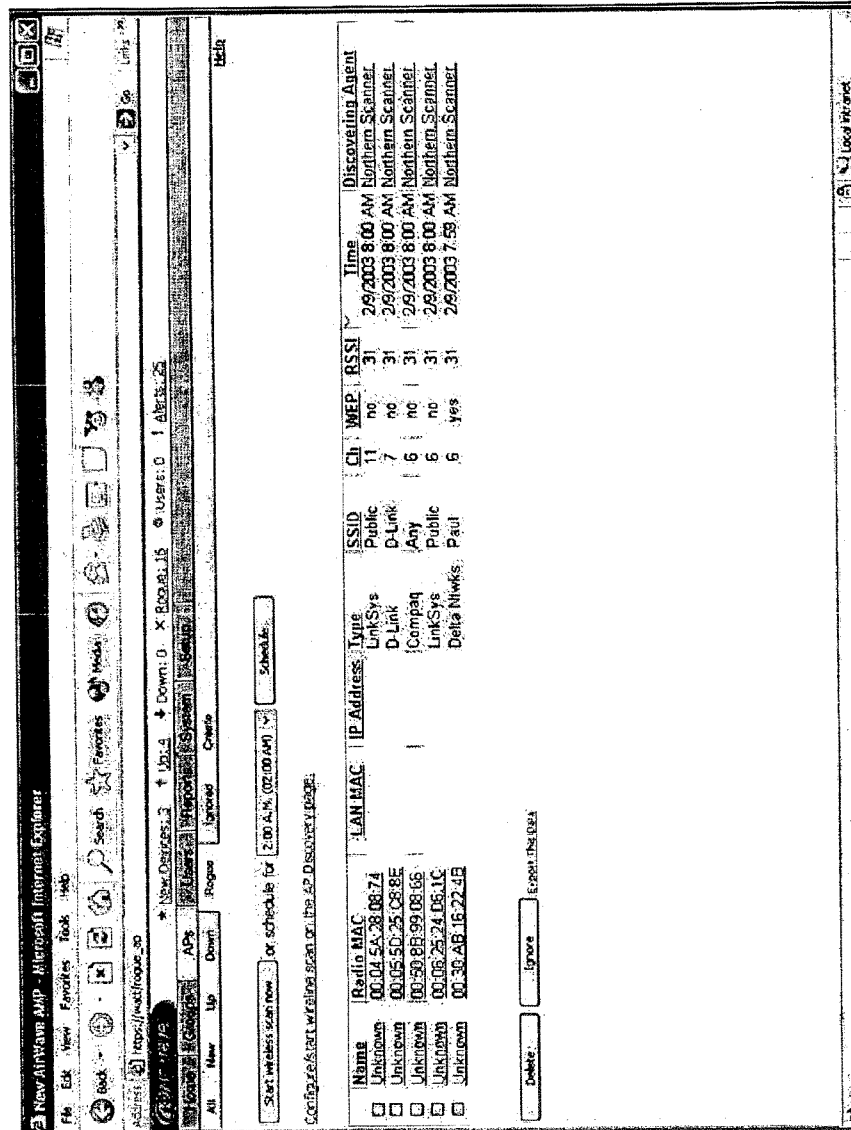 New AirWave AMP - Microsoft Internet Explorer
File Edit View Favorites Tools Help
Back Search Favorites Media
Address https://watt/rogue_ap Go Links
New Devices: 3 Up: 4 Down: 0 Rogue: 16 Users: 0 Alerts: 25
Groups APs Users Reports System Setup
All New Up Down Rogue Ignored Create Help
Start wireless scan now or schedule for 2:00 A.M. (02:00 AM) Schedule
Configure/start wireline scan on the AP Discovery page.
Name Radio MAC LAN MAC IP Address Type SSID Ch WEP RSSI Time Discovering Agent
Unknown 00:04:5A:28:08:74 LinkSys Public 11 no 31 2/9/2003 8:00 AM Northern Scanner
Unknown 00:05:5D:25:C8:8E D-Link D-Link 7 no 31 2/9/2003 8:00 AM Northern Scanner
Unknown 00:50:8B:99:08:66 Compaq Any 6 no 31 2/9/2003 8:00 AM Northern Scanner
Unknown 00:06:25:24:D6:1C LinkSys Public 6 no 31 2/9/2003 8:00 AM Northern Scanner
Unknown 00:30:AB:16:22:4B Delta Ntwks Paul 6 yes 31 2/9/2003 7:59 AM Northern Scanner
Delete Ignore Export This Data
Local intranet